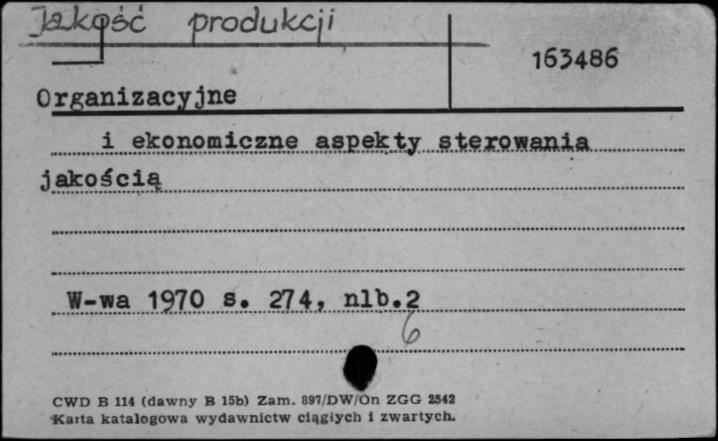 Jakość produkcji
163486
Organizacyjne
i ekonomiczne aspekty sterowania
jakością
W-wa 1970 s. 274, nlb.2
6
CWD B 114 (dawny B 15b) Zam. 897/DW/On ZGG 2542
Karta katalogowa wydawnictw ciągłych i zwartych.